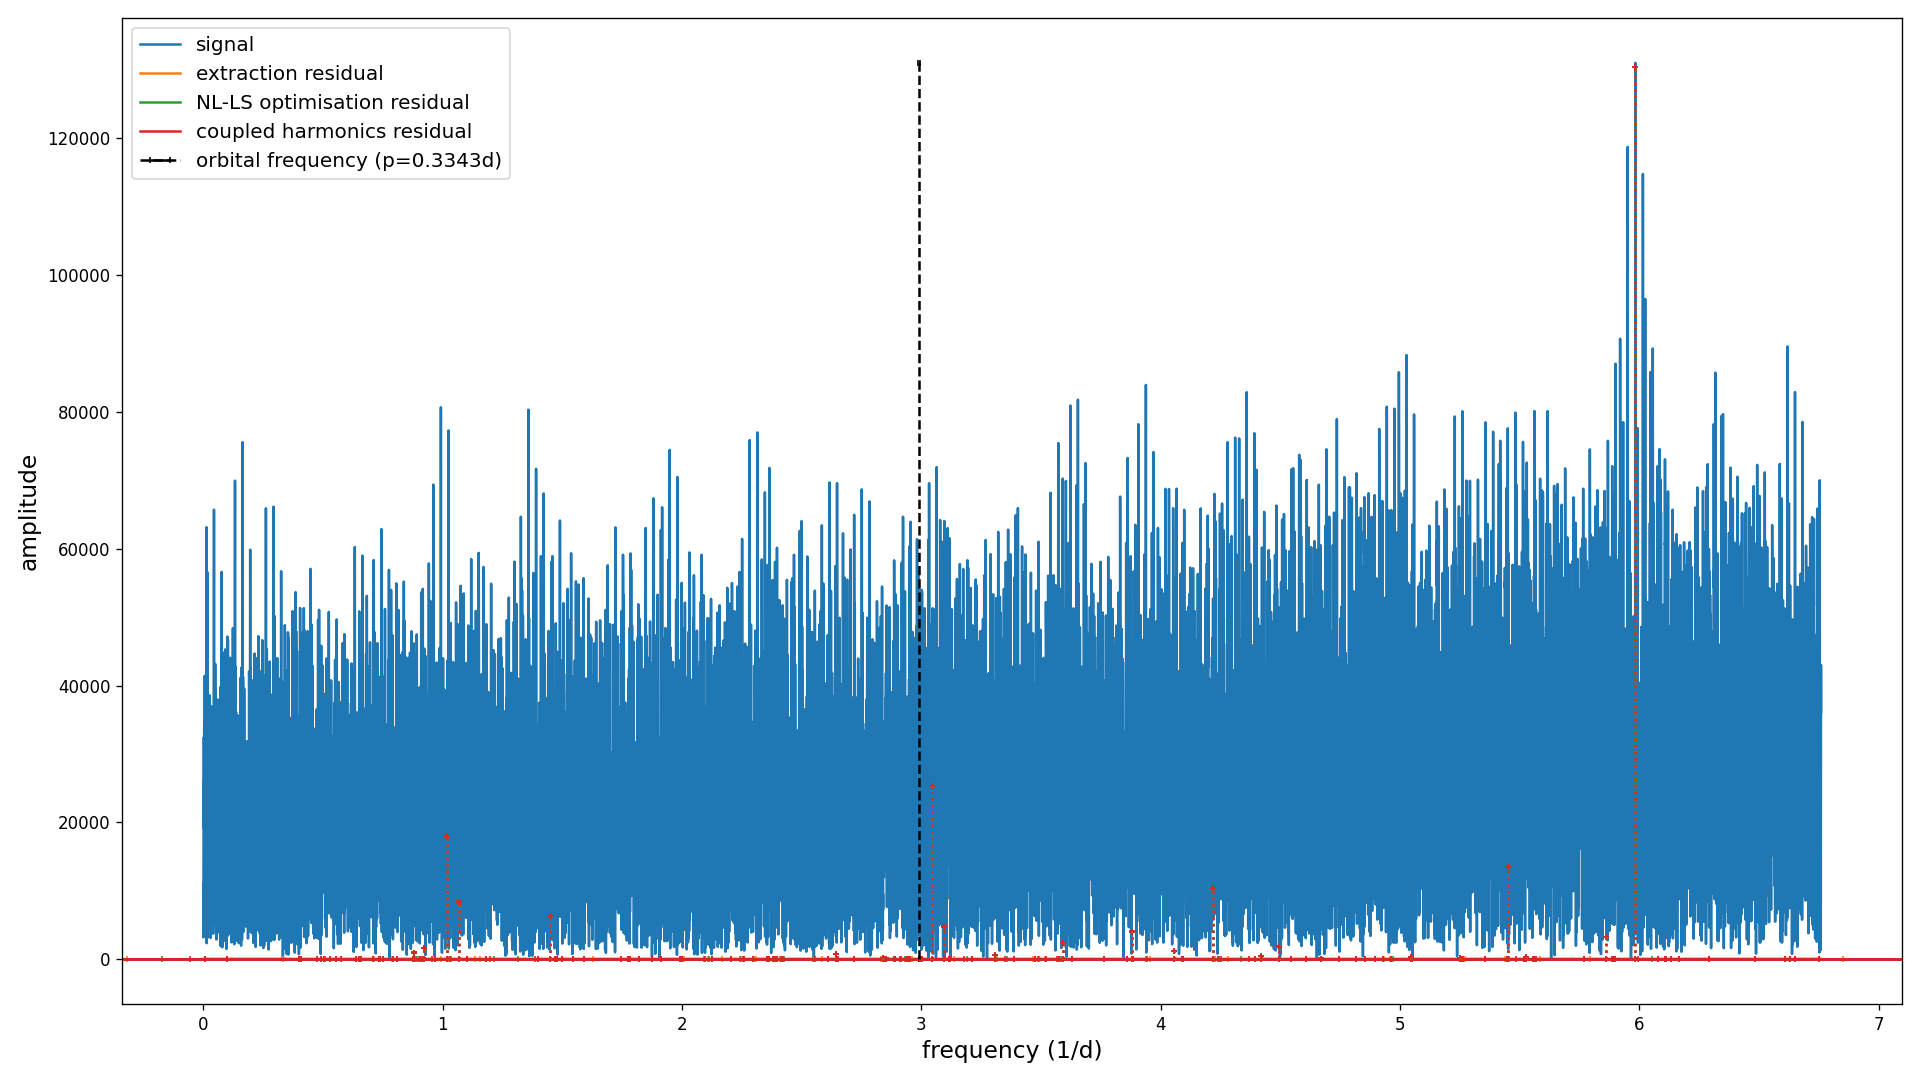 signal
extraction residual
NL-LS optimisation residual
coupled harmonics residual
orbital frequency (p=0.3343d)
120000
100000
80000
60000
40000
20000
0
amplitude
0 1 2 3 4 5 6 7
frequency (1/d)